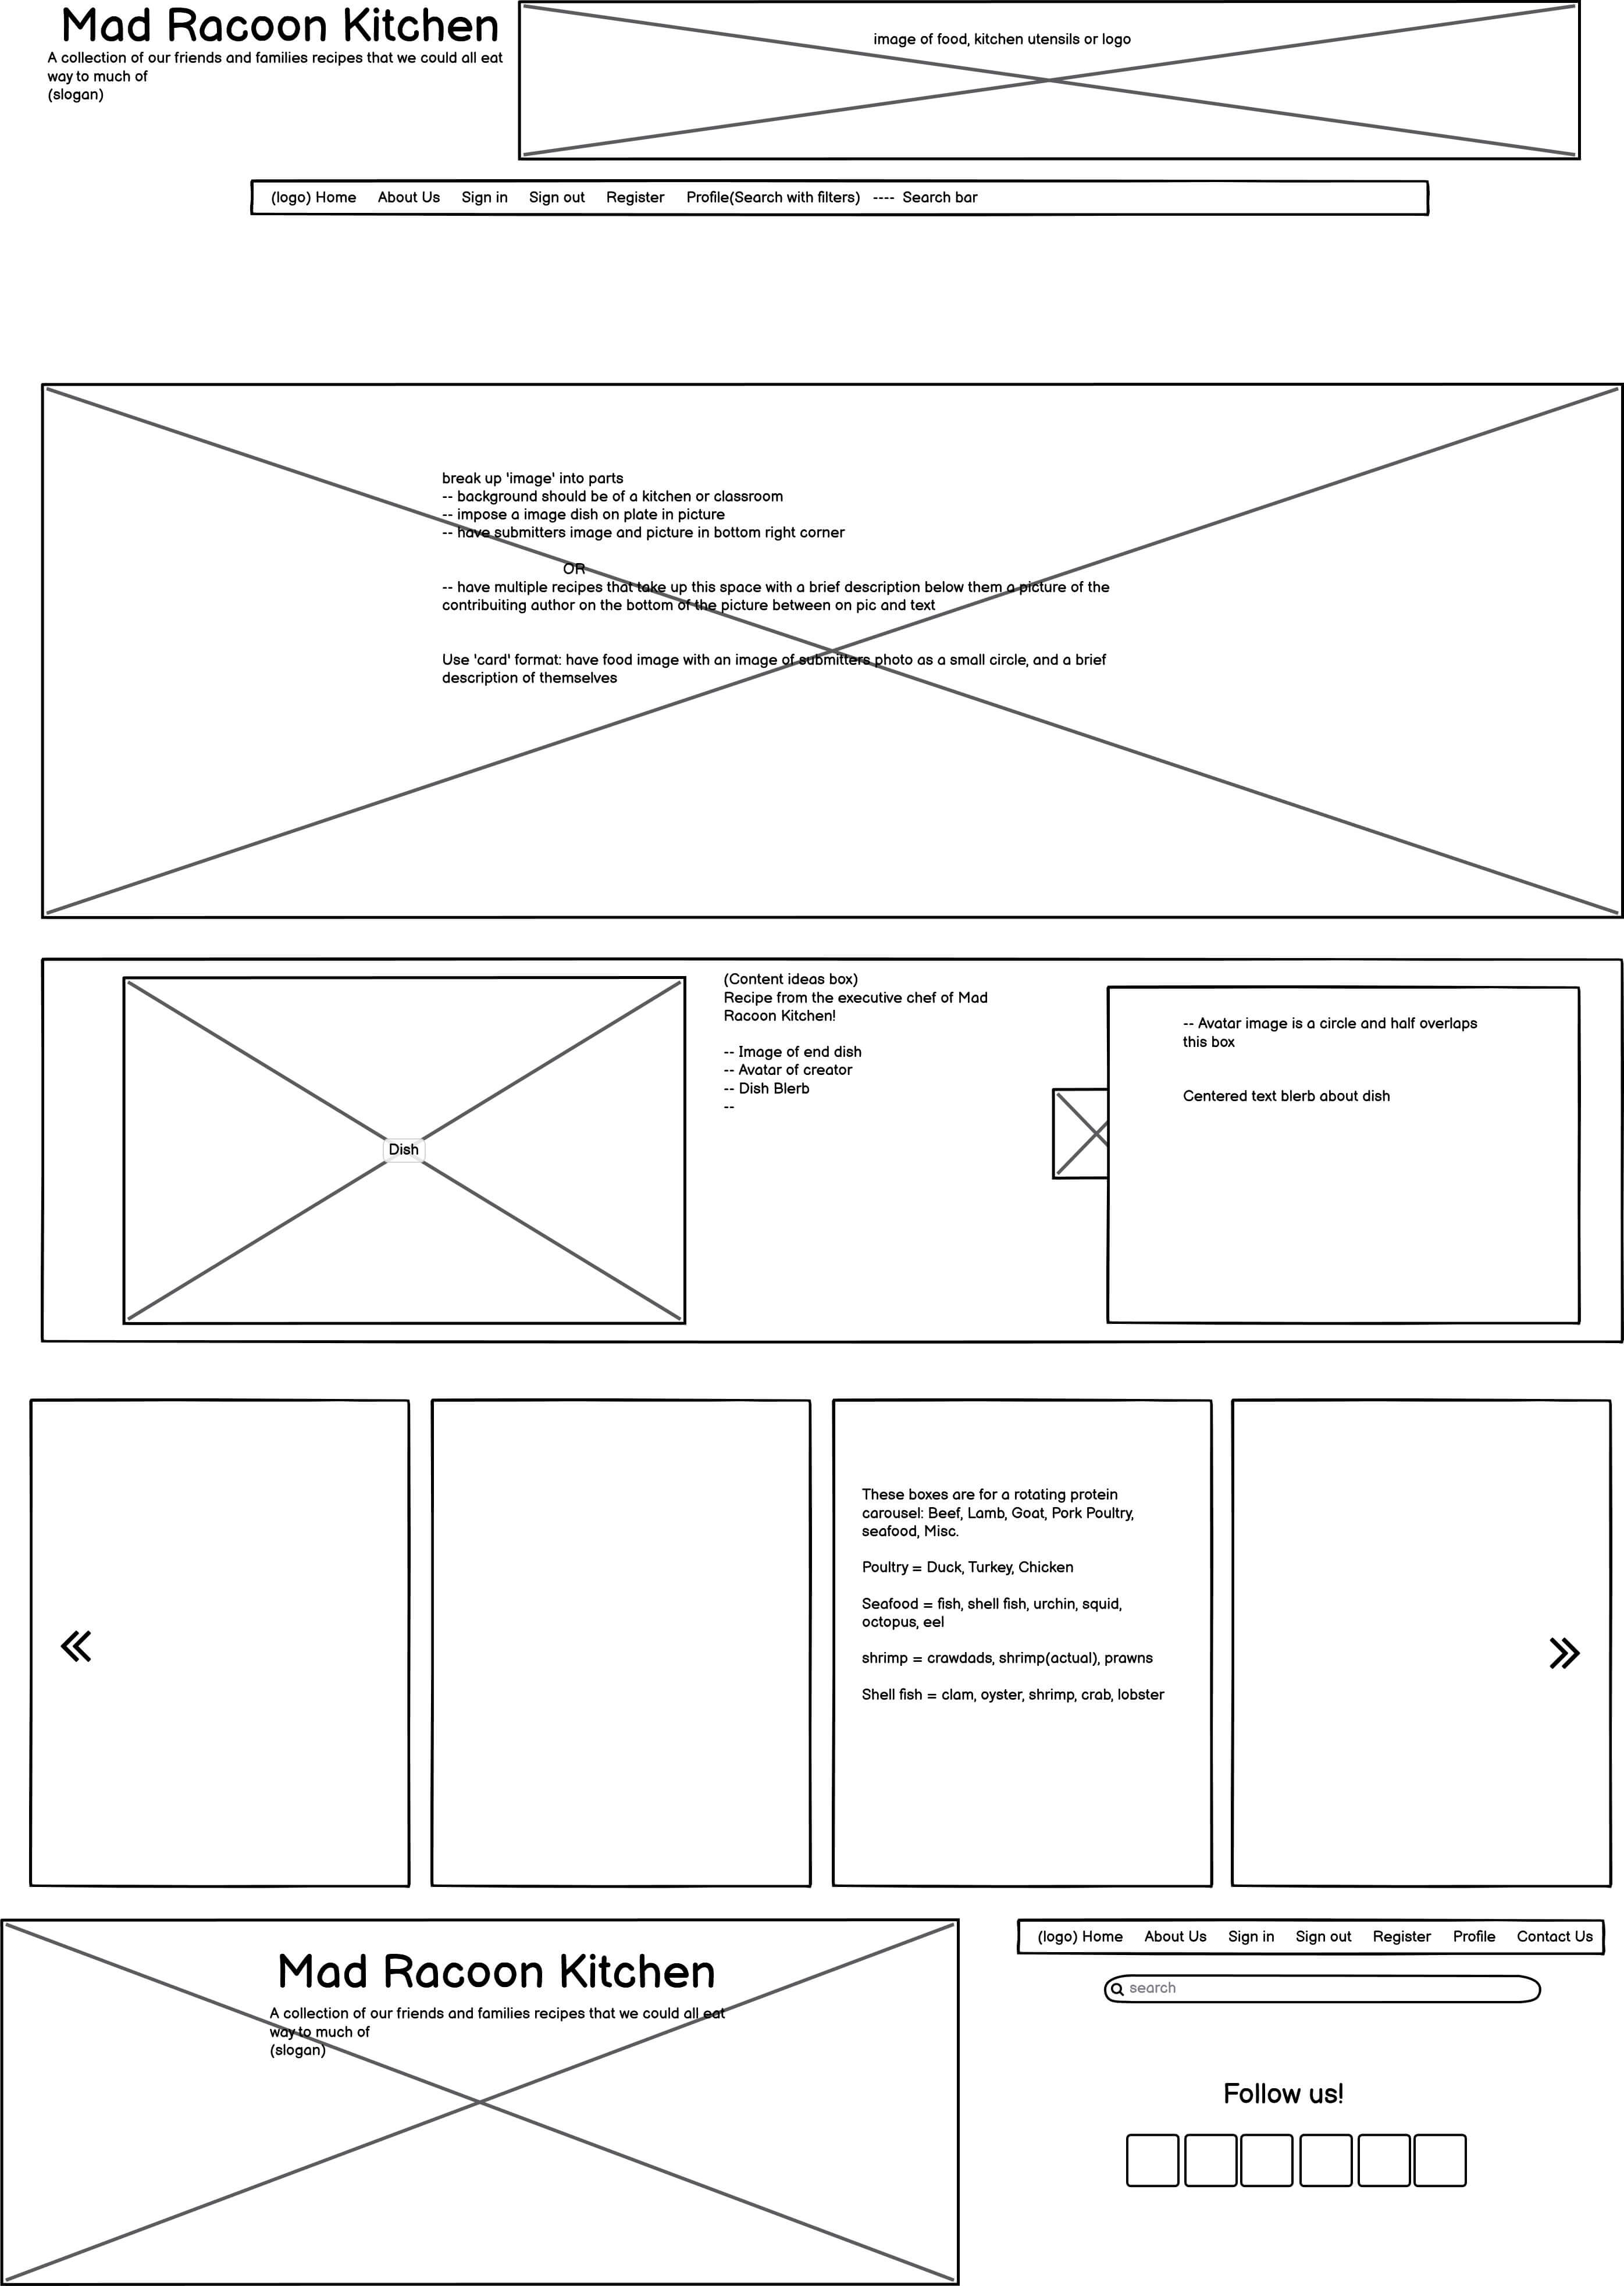 Mad Racoon Kitchen
A collection of our friends and families recipes that we could all eat
way to much of
(slogan)
image of food, kitchen utensils or logo
(logo) Home About Us Sign in Sign out Register Profile(Search with filters) ---- Search bar
break up 'image' into parts
-- background should be of a kitchen or classroom
-- impose a image dish on plate in picture
-- have submitters image and picture in bottom right corner
OR
-- have multiple recipes that take up this space with a brief description below them a picture of the
contribuiting author on the bottom of the picture between on pic and text
Use 'card' format: have food image with an image of submitters photo as a small circle, and a brief
description of themselves
Dish
(Content ideas box)
Recipe from the executive chef of Mad
Racoon Kitchen!
-- Image of end dish
-- Avatar of creator
-- Dish Blerb
--
-- Avatar image is a circle and half overlaps
this box
Centered text blerb about dish
These boxes are for a rotating protein
carousel: Beef, Lamb, Goat, Pork Poultry,
seafood, Misc.
Poultry = Duck, Turkey, Chicken
Seafood = fish, shell fish, urchin, squid,
octopus, eel
shrimp = crawdads, shrimp(actual), prawns
Shell fish = clam, oyster, shrimp, crab, lobster
Mad Racoon Kitchen
A collection of our friends and families recipes that we could all eat
way to much of
(slogan)
(logo) Home About Us Sign in Sign out Register Profile Contact Us
search
Follow us!